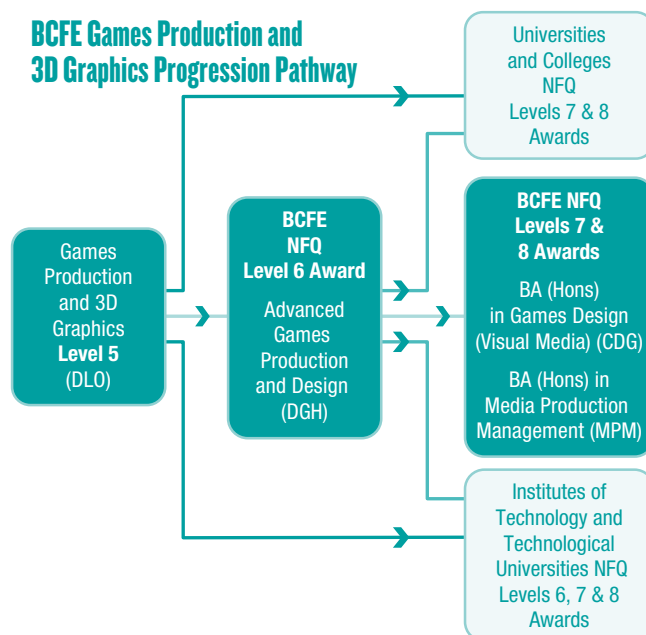 BCFE Games Production and
3D Graphics Progression Pathway
Universities
and Colleges
NFQ
Levels 7 & 8
Awards
Games
Production
and 3D
Graphics
Level 5
(DLO)
BCFE
NFQ
Level 6 Award
Advanced
Games
Production
and Design
(DGH)
BCFE NFQ
Levels 7 &
8 Awards
BA (Hons)
in Games Design
(Visual Media) (CDG)
BA (Hons) in
Media Production
Management (MPM)
Institutes of
Technology and
Technological
Universities NFQ
Levels 6, 7 & 8
Awards